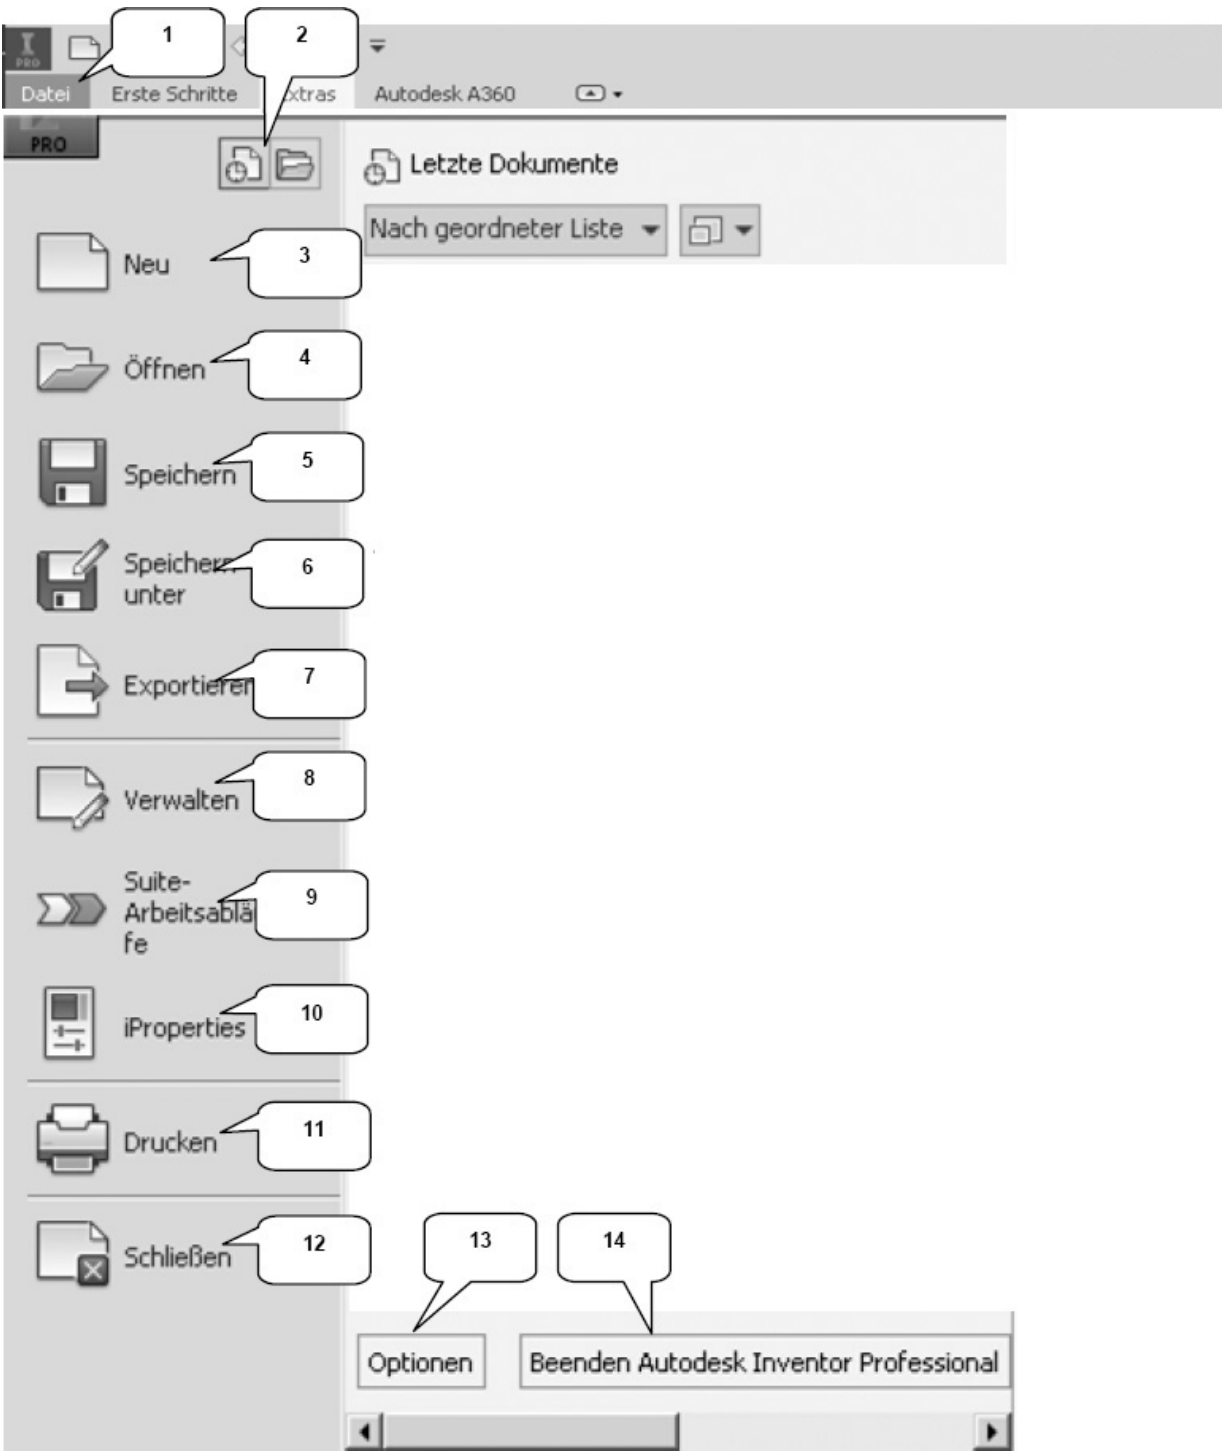 1
2
I
PRO
Datei
Erste Schritte
Extras
Autodesk A360
PRO
Letzte Dokumente
Nach geordneter Liste
Neu
3
Öffnen
4
Speichern
5
Speichern
unter
6
Exportieren
7
Verwalten
8
Suite-
Arbeitsablä
fe
9
iProperties
10
Drucken
11
Schließen
12
13
14
Optionen
Beenden Autodesk Inventor Professional